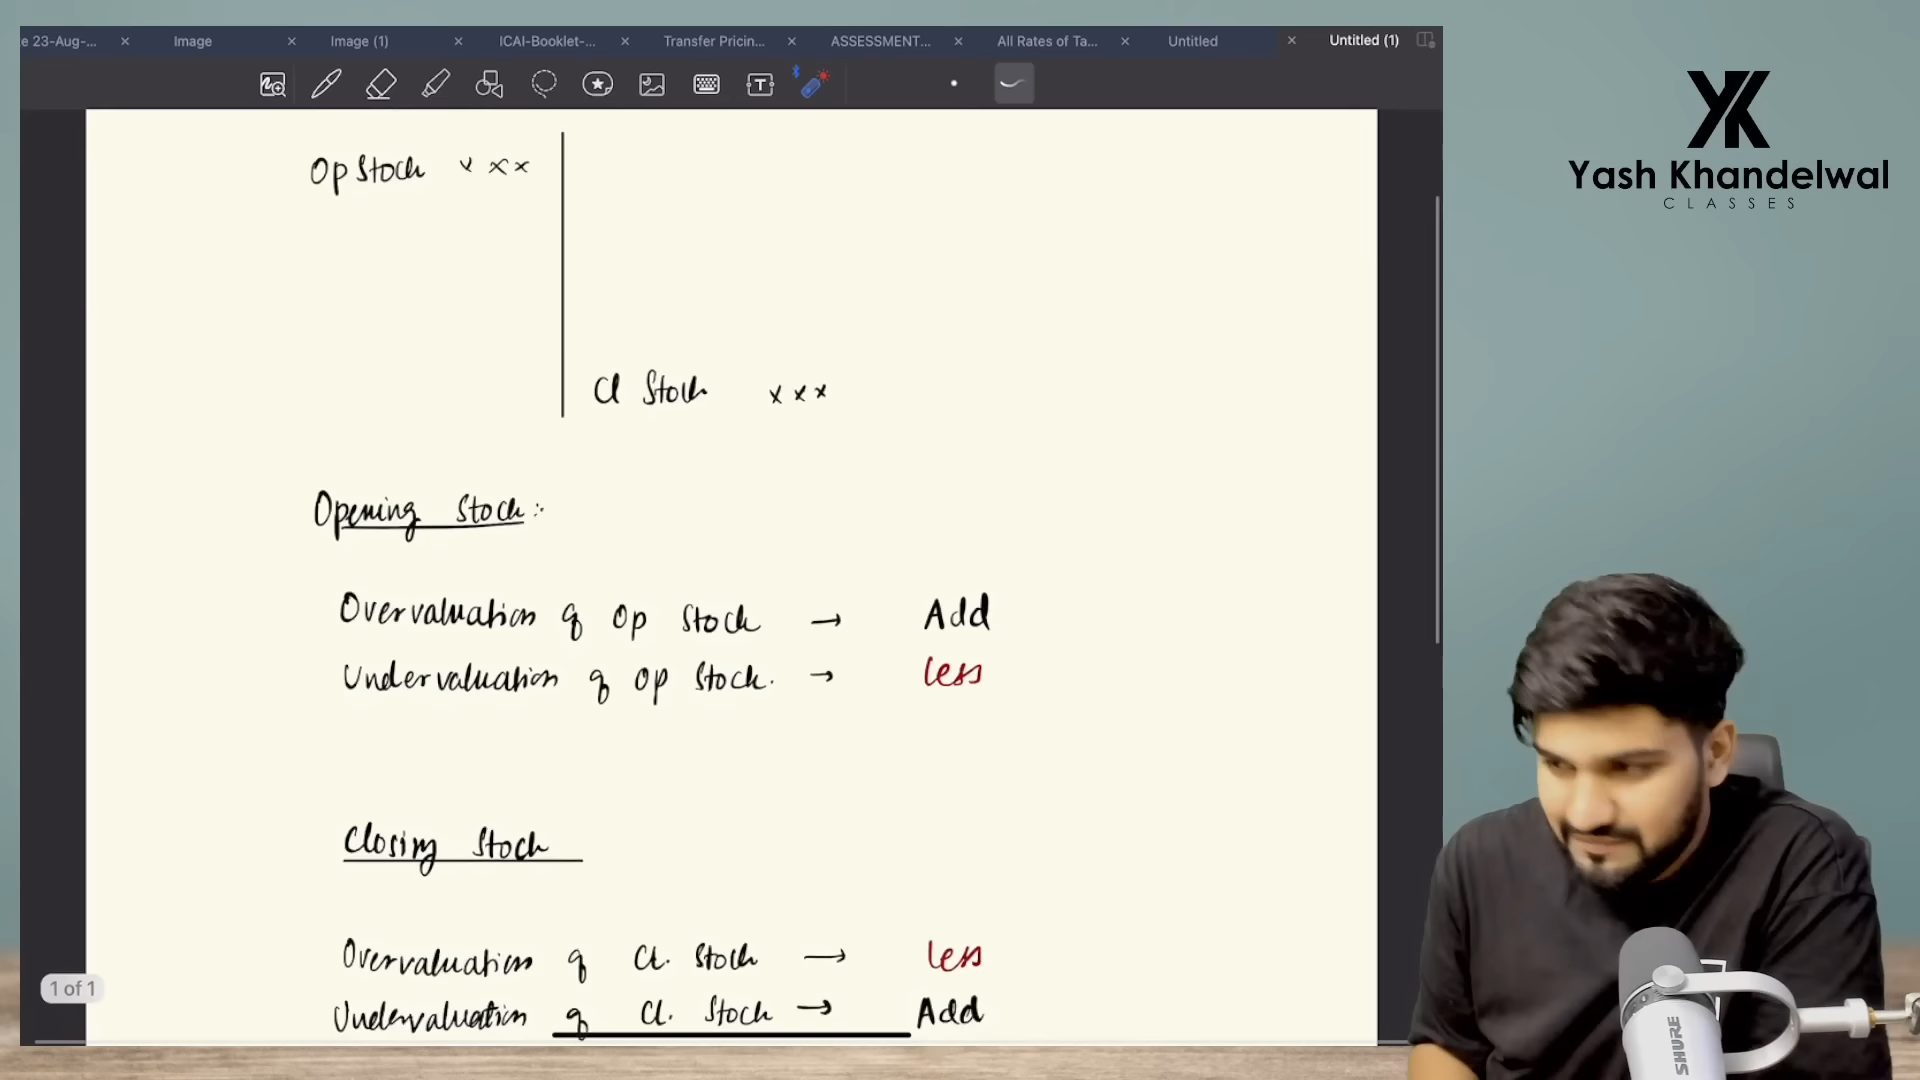 e 23-Aug-...
Image
Image (1)
ICAI-Booklet-...
Transfer Pricin...
ASSESSMENT...
All Rates of Ta...
Untitled
Untitled (1)
YK
Yash Khandelwal
CLASSES
Op Stock x x x
Cl Stock x x x
Opening Stock :-
Overvaluation of Op Stock → Add
Undervaluation of Op Stock. → less
Closing Stock
Overvaluation of Cl. Stock → less
Undervaluation of Cl. Stock → Add
1 of 1
SHURE